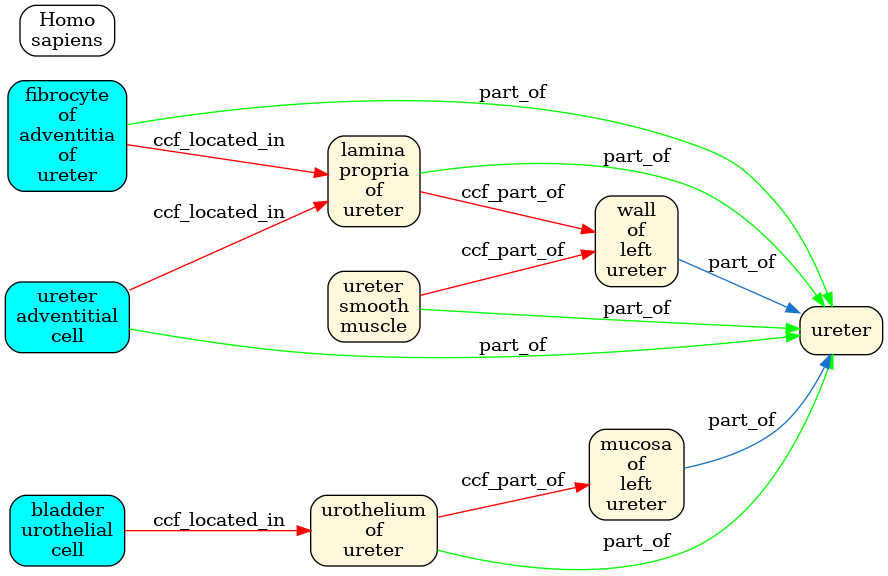 Homo
sapiens
fibrocyte
of
adventitia
of
ureter
part_of
ccf_located_in
lamina
propria
of
ureter
part_of
ccf_part_of
ccf_located_in
wall
of
left
ureter
ccf_part_of
part_of
ureter
smooth
muscle
part_of
ureter
adventitial
cell
part_of
ureter
mucosa
of
left
ureter
part_of
ccf_part_of
bladder
urothelial
cell
ccf_located_in
urothelium
of
ureter
part_of